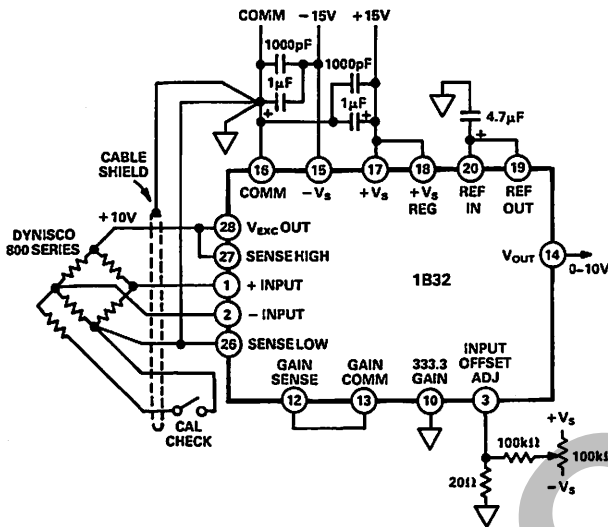 COMM −15V +15V
1000pF
1000pF
1µF
+
1µF
+
4.7µF
+
CABLE
SHIELD
16 15 17 18 20 19
COMM −Vs +Vs +Vs
REG REF
IN REF
OUT
+10V
DYNISCO
800 SERIES
28 VEXC OUT
27 SENSE HIGH
1 + INPUT
2 − INPUT
26 SENSE LOW
1B32
VOUT 14 0–10V
GAIN
SENSE
GAIN
COMM
333.3
GAIN
INPUT
OFFSET
ADJ
12 13 10 3
CAL
CHECK
+Vs
100kΩ
100kΩ
20Ω
−Vs